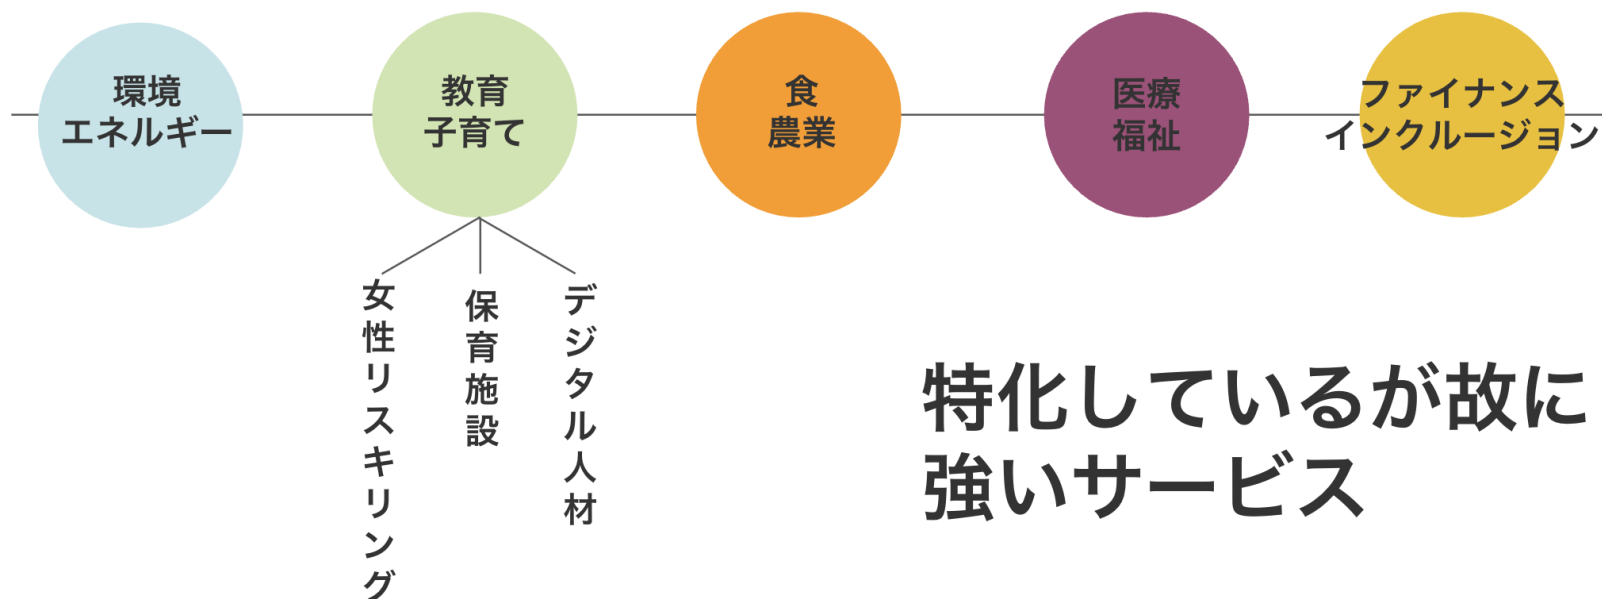 環境
エネルギー
教育
子育て
食
農業
医療
福祉
ファイナンス
インクルージョン
女性リスキリング
保育施設
デジタル人材
特化しているが故に
強いサービス